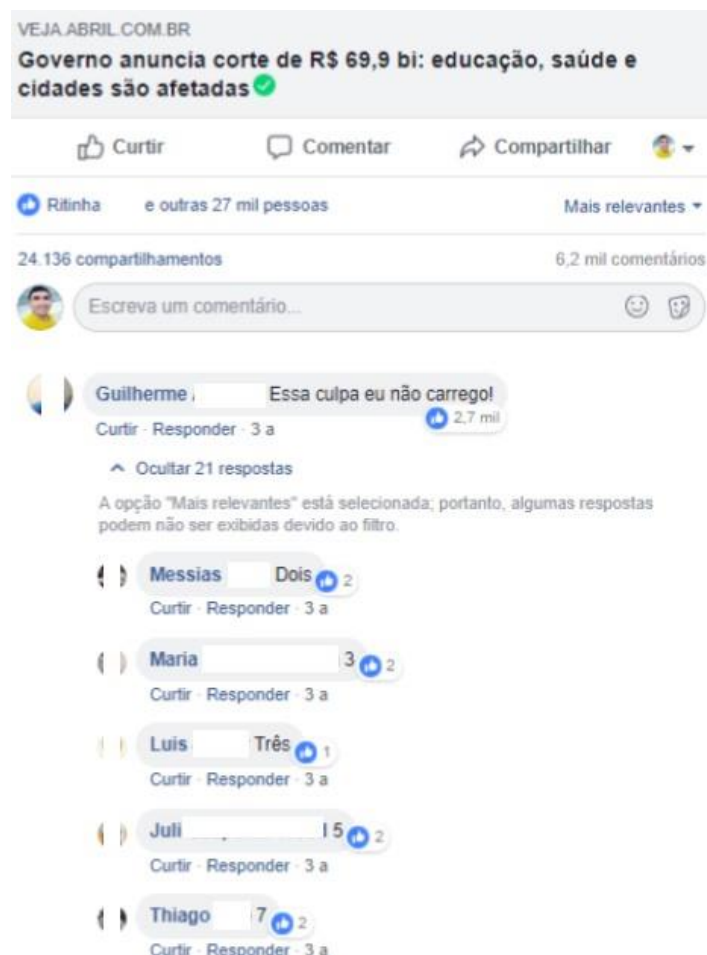 VEJA.ABRIL.COM.BR
Governo anuncia corte de R$ 69,9 bi: educação, saúde e
cidades são afetadas
Curtir Comentar Compartilhar
Ritinha e outras 27 mil pessoas Mais relevantes
24.136 compartilhamentos 6,2 mil comentários
Escreva um comentário...
Guilherme Essa culpa eu não carrego!
2,7 mil
Curtir · Responder · 3 a
Ocultar 21 respostas
A opção "Mais relevantes" está selecionada; portanto, algumas respostas
podem não ser exibidas devido ao filtro.
Messias Dois 2
Curtir · Responder · 3 a
Maria 3 2
Curtir · Responder · 3 a
Luis Três 1
Curtir · Responder · 3 a
Juli 5 2
Curtir · Responder · 3 a
Thiago 7 2
Curtir · Responder · 3 a